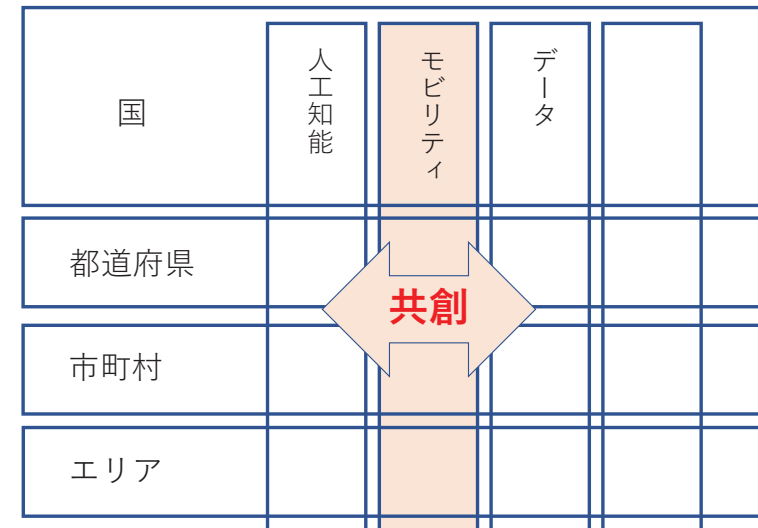 国
人工知能
モビリティ
データ
都道府県
共創
市町村
エリア